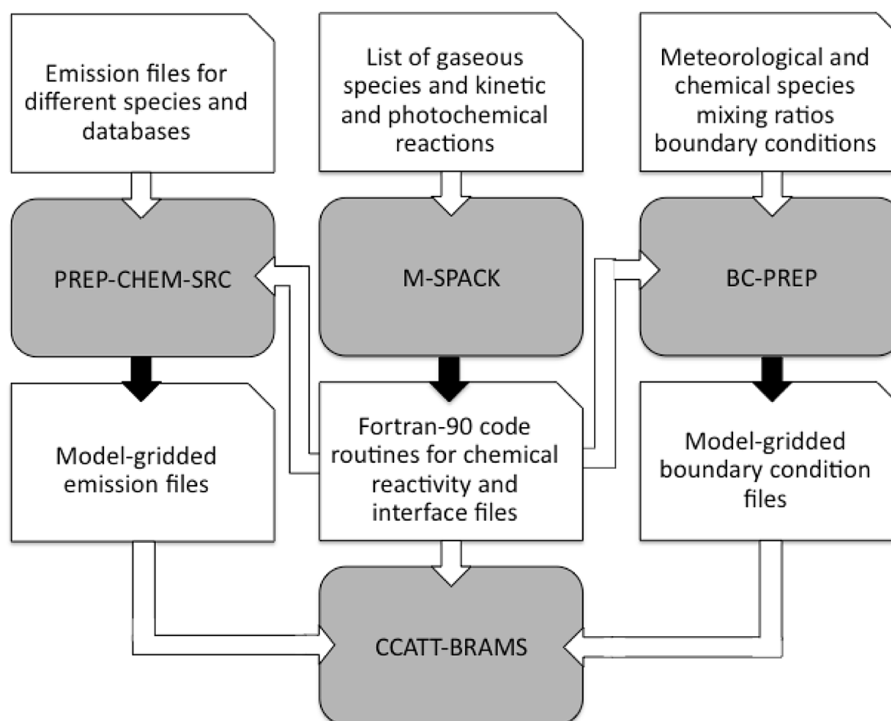 Emission files for
different species and
databases
List of gaseous
species and kinetic
and photochemical
reactions
Meteorological and
chemical species
mixing ratios
boundary conditions
PREP-CHEM-SRC
M-SPACK
BC-PREP
Model-gridded
emission files
Fortran-90 code
routines for chemical
reactivity and
interface files
Model-gridded
boundary condition
files
CCATT-BRAMS